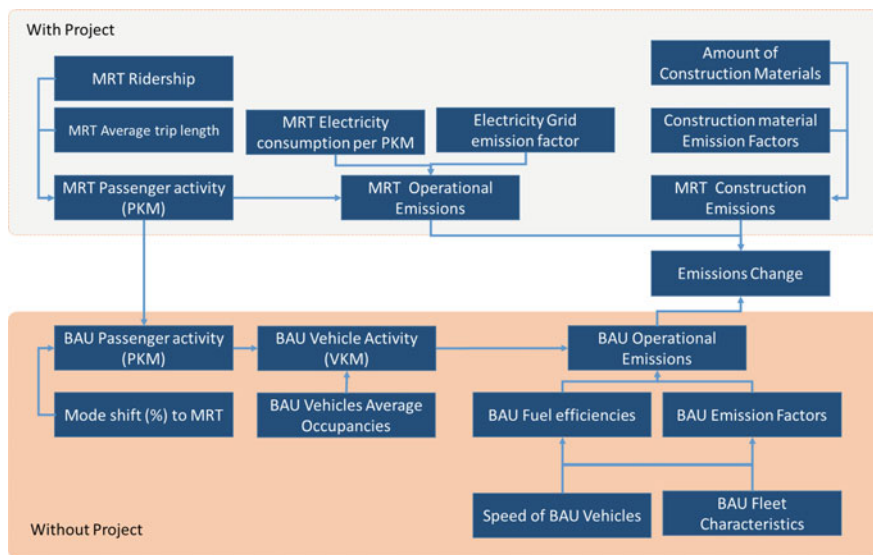 With Project
MRT Ridership
MRT Average trip length
MRT Passenger activity
(PKM)
MRT Electricity
consumption per PKM
Electricity Grid
emission factor
MRT Operational
Emissions
Amount of
Construction Materials
Construction material
Emission Factors
MRT Construction
Emissions
Emissions Change
BAU Passenger activity
(PKM)
BAU Vehicle Activity
(VKM)
BAU Operational
Emissions
Mode shift (%) to MRT
BAU Vehicles Average
Occupancies
BAU Fuel efficiencies
BAU Emission Factors
Speed of BAU Vehicles
BAU Fleet
Characteristics
Without Project